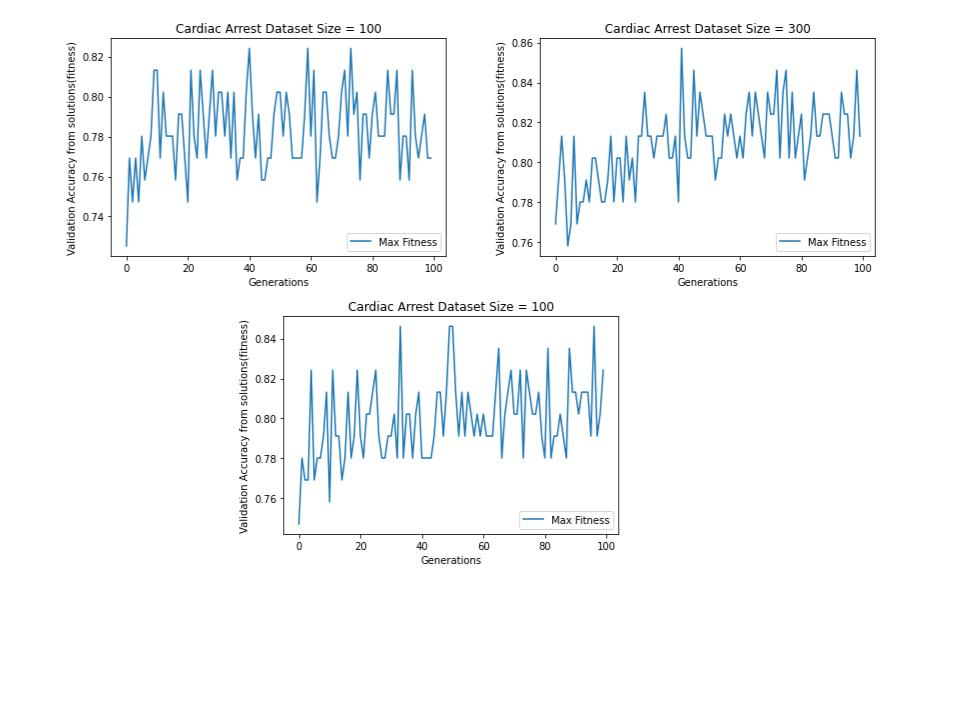 Cardiac Arrest Dataset Size = 100
Validation Accuracy from solutions(fitness)
0.82
0.80
0.78
0.76
0.74
Max Fitness
0 20 40 60 80 100
Generations
Cardiac Arrest Dataset Size = 300
Validation Accuracy from solutions(fitness)
0.86
0.84
0.82
0.80
0.78
0.76
Max Fitness
0 20 40 60 80 100
Generations
Cardiac Arrest Dataset Size = 100
Validation Accuracy from solutions(fitness)
0.84
0.82
0.80
0.78
0.76
Max Fitness
0 20 40 60 80 100
Generations